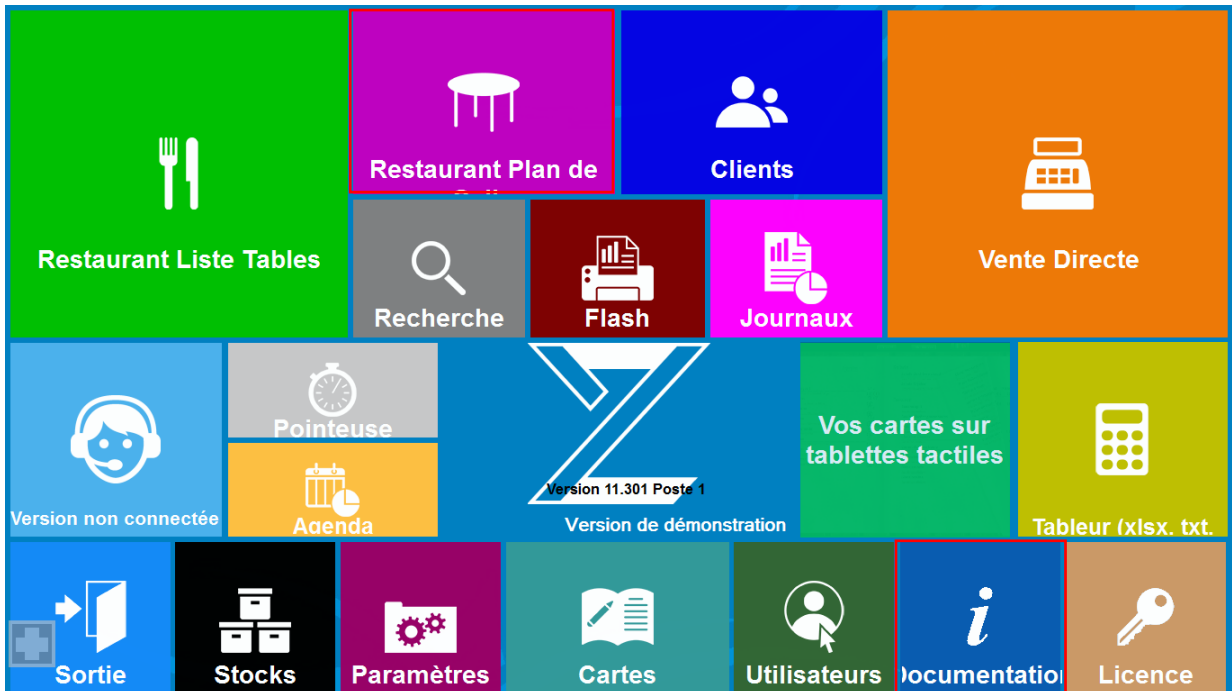 Restaurant Liste Tables
Restaurant Plan de
Clients
Vente Directe
Recherche
Flash
Journaux
Version non connectée
Pointeuse
Agenda
Version 11.301 Poste 1
Version de démonstration
Vos cartes sur
tablettes tactiles
Tableur (xlsx, txt,
Sortie
Stocks
Paramètres
Cartes
Utilisateurs
Documentation
Licence